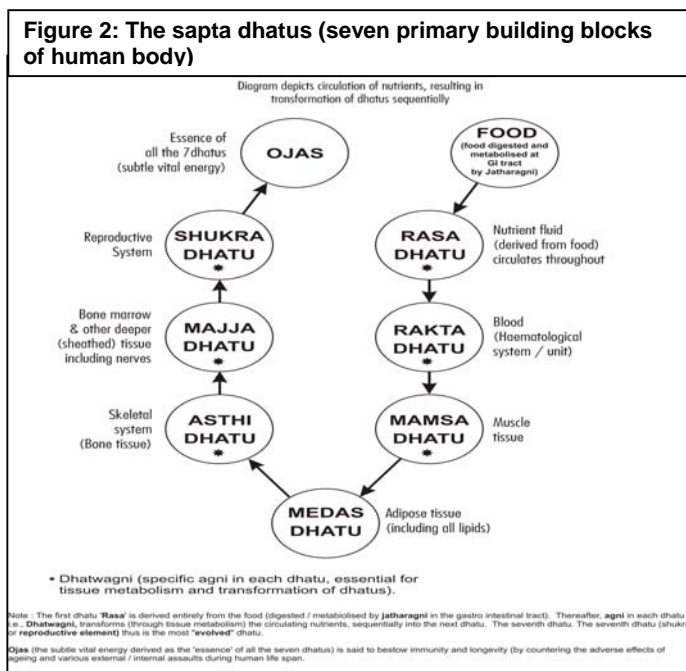 Figure 2: The sapta dhatus (seven primary building blocks
of human body)
Diagram depicts circulation of nutrients, resulting in
transformation of dhatus sequentially
Essence of
all the 7dhatus
(subtle vital energy)
OJAS
FOOD
(food digested and
metabolised at
GI tract
by Jatharagni)
Reproductive
System
SHUKRA
DHATU
*
RASA
DHATU
*
Nutrient fluid
(derived from food)
circulates throughout
Bone marrow
& other deeper
(sheathed) tissue
including nerves
MAJJA
DHATU
*
RAKTA
DHATU
*
Blood
(Haematological
system / unit)
Skeletal
system
(Bone tissue)
ASTHI
DHATU
*
MAMSA
DHATU
*
Muscle
tissue
MEDAS
DHATU
Adipose tissue
(including all lipids)
• Dhatwagni (specific agni in each dhatu, essential for
tissue metabolism and transformation of dhatus).
Note : The first dhatu 'Rasa' is derived entirely from the food (digested / metabiolised by jatharagni in the gastro intestinal tract). Thereafter, agni in each dhatu
i.e., Dhatwagni, transforms (through tissue metabolism) the circulating nutrients, sequentially into the next dhatu. The seventh dhatu. The seventh dhatu (shukr
or reproductive element) thus is the most "evolved" dhatu.
Ojas (the subtle vital energy derived as the 'essence' of all the seven dhatus) is said to bestow immunity and longevity (by countering the adverse effects of
ageing and various external / internal assaults during human life span.